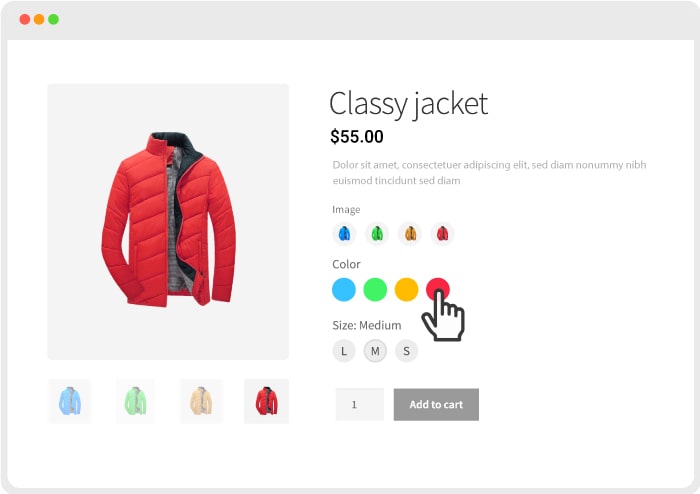 Classy jacket
$55.00
Dolor sit amet, consectetuer adipiscing elit, sed diam nonummy nibh
euismod tincidunt sed diam
Image
Color
Size: Medium
L M S
1 Add to cart